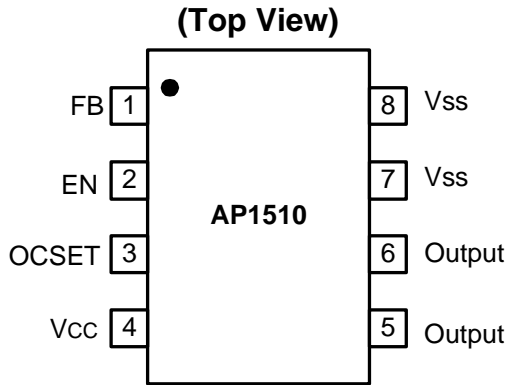 (Top View)
FB 1
8 Vss
EN 2
7 Vss
AP1510
OCSET 3
6 Output
Vcc 4
5 Output